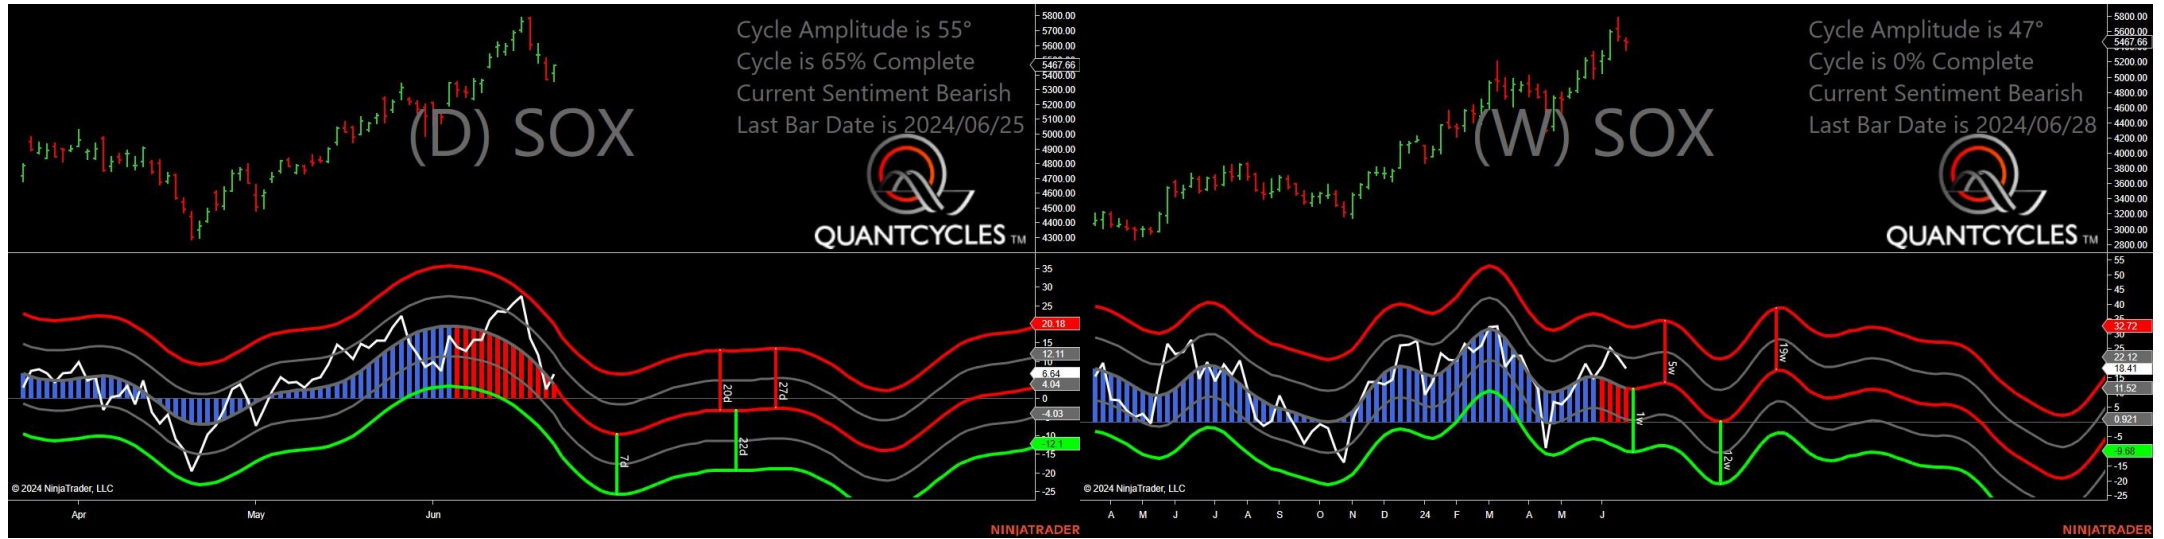 Cycle Amplitude is 55°
Cycle is 65% Complete
Current Sentiment Bearish
Last Bar Date is 2024/06/25
(D) SOX
QUANTCYCLES TM
5800.00
5700.00
5600.00
5467.66
5400.00
5300.00
5200.00
5100.00
5000.00
4900.00
4800.00
4700.00
4600.00
4500.00
4400.00
4300.00
35
30
25
20.18
15
12.11
6.64
4.04
0
-4.03
-10
-12.1
-15
-20
-25
7d
20d
22d
27d
© 2024 NinjaTrader, LLC
Apr May Jun
NINJATRADER
Cycle Amplitude is 47°
Cycle is 0% Complete
Current Sentiment Bearish
Last Bar Date is 2024/06/28
(W) SOX
QUANTCYCLES TM
5800.00
5600.00
5467.66
5200.00
5000.00
4800.00
4600.00
4400.00
4200.00
4000.00
3800.00
3600.00
3400.00
3200.00
3000.00
2800.00
55
50
45
40
35
32.72
25
22.12
18.41
15
11.52
5
0.921
-5
-9.68
-15
-20
-25
1w
5w
12w
19w
© 2024 NinjaTrader, LLC
A M J J A S O N D 24 F M A M J
NINJATRADER